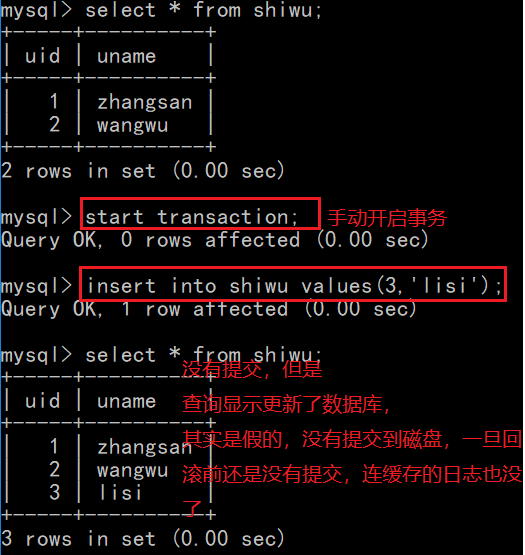 mysql> select * from shiwu;
+-----+----------+
| uid | uname    |
+-----+----------+
|   1 | zhangsan |
|   2 | wangwu   |
+-----+----------+
2 rows in set (0.00 sec)
mysql> start transaction; 手动开启事务
Query OK, 0 rows affected (0.00 sec)
mysql> insert into shiwu values(3,'lisi');
Query OK, 1 row affected (0.00 sec)
mysql> select * from shiwu;
+-----+----------+
| uid | uname    |
+-----+----------+
|   1 | zhangsan |
|   2 | wangwu   |
|   3 | lisi     |
+-----+----------+
3 rows in set (0.00 sec)
没有提交，但是
查询显示更新了数据库，
其实是假的，没有提交到磁盘，一旦回
滚前还是没有提交，连缓存的日志也没
了